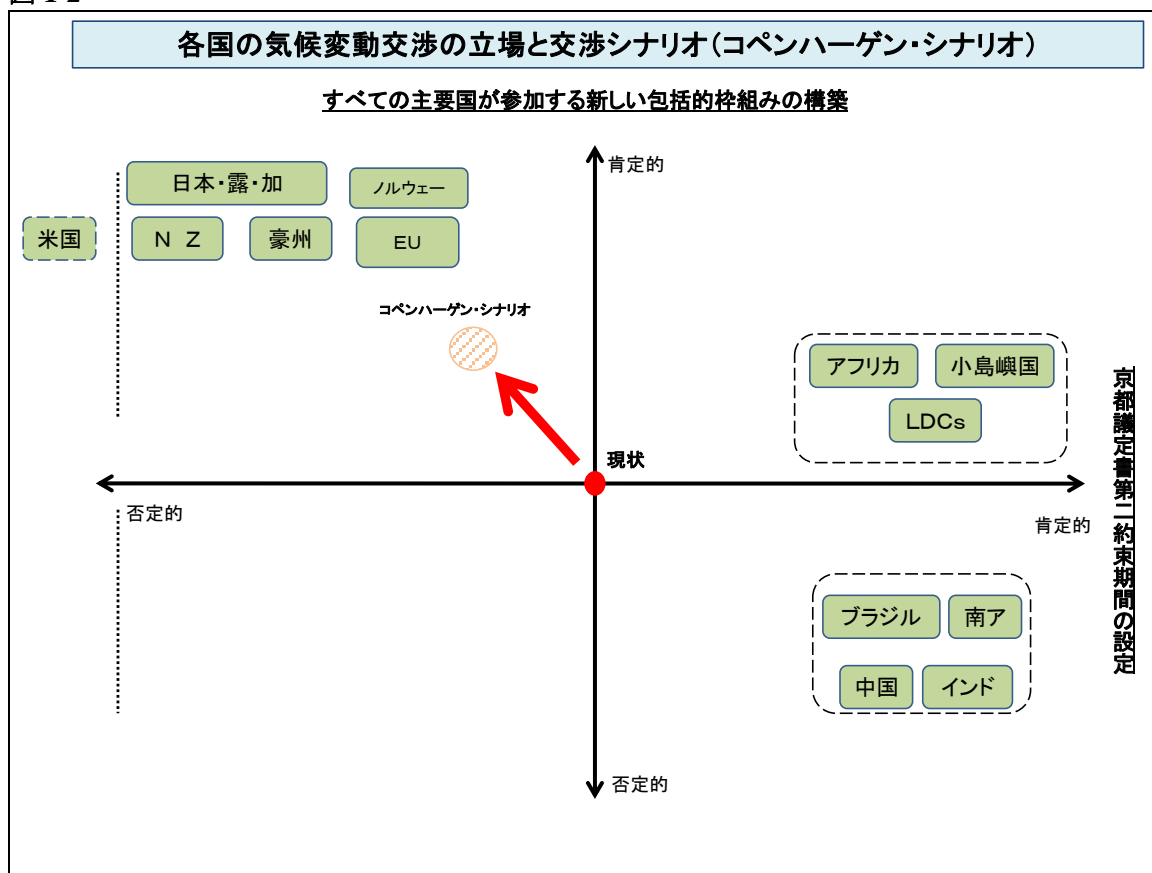 各国の気候変動交渉の立場と交渉シナリオ(コペンハーゲン・シナリオ)
すべての主要国が参加する新しい包括的枠組みの構築
肯定的
日本・露・加
ノルウェー
米国
N Z
豪州
EU
コペンハーゲン・シナリオ
アフリカ
小島嶼国
LDCs
現状
否定的
肯定的
京都議定書第二約束期間の設定
ブラジル
南ア
中国
インド
否定的